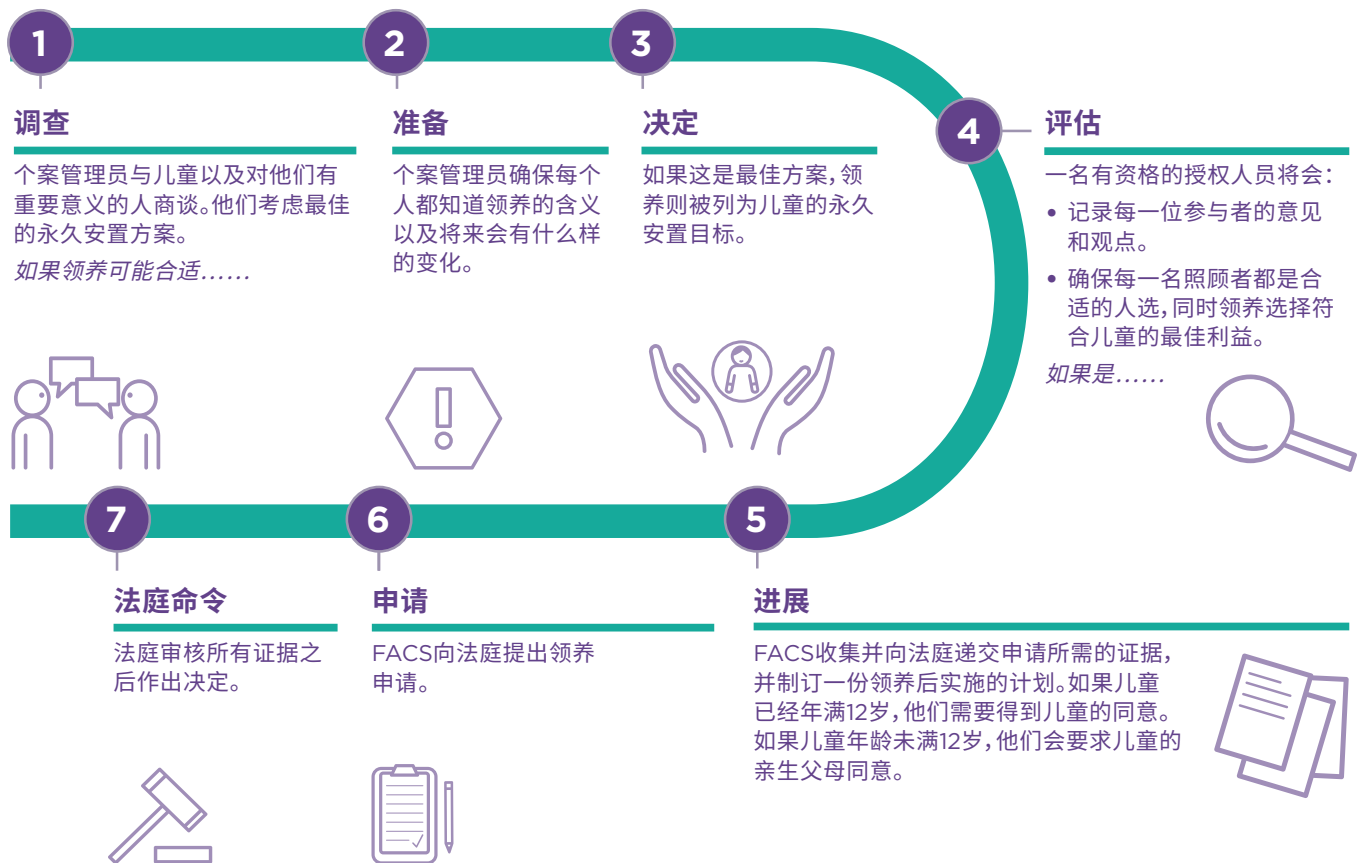 1
调查
个案管理员与儿童以及对他们有
重要意义的人商谈。他们考虑最佳
的永久安置方案。
如果领养可能合适……
2
准备
个案管理员确保每个
人都知道领养的含义
以及将来会有什么样
的变化。
3
决定
如果这是最佳方案，领
养则被列为儿童的永久
安置目标。
4
评估
一名有资格的授权人员将会：
• 记录每一位参与者的意见
和观点。
• 确保每一名照顾者都是合
适的人选，同时领养选择符
合儿童的最佳利益。
如果是……
5
进展
FACS收集并向法庭递交申请所需的证据，
并制订一份领养后实施的计划。如果儿童
已经年满12岁，他们需要得到儿童的同意。
如果儿童年龄未满12岁，他们会要求儿童的
亲生父母同意。
6
申请
FACS向法庭提出领养
申请。
7
法庭命令
法庭审核所有证据之
后作出决定。